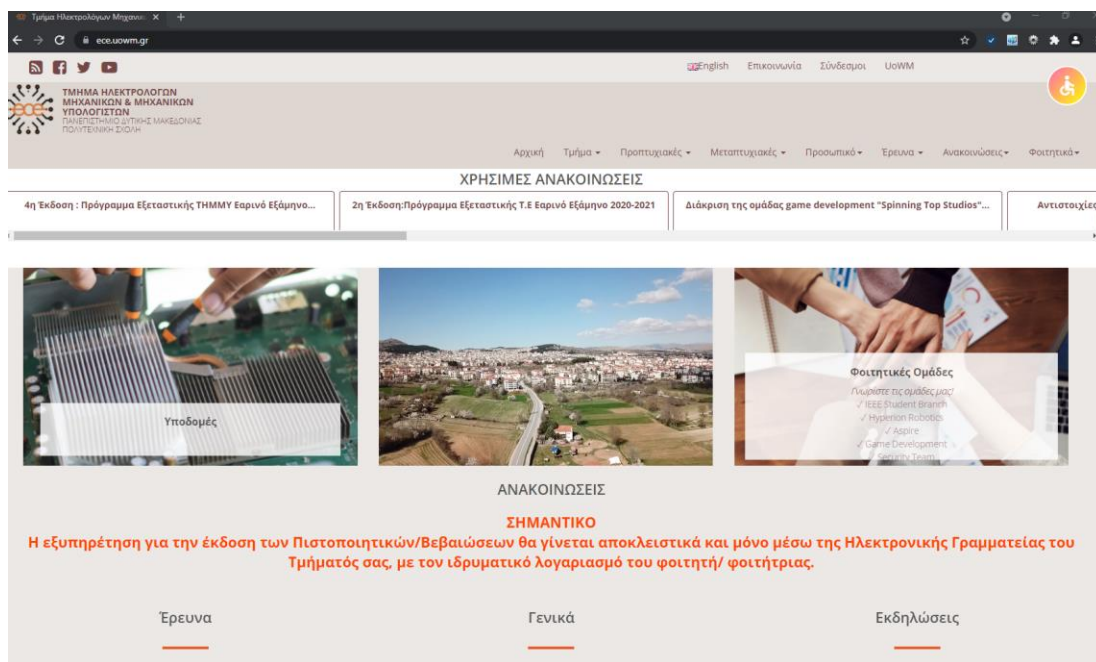 Τμήμα Ηλεκτρολόγων Μηχανικ
ece.uowm.gr
English Επικοινωνία Σύνδεσμοι UoWM
ece
ΤΜΗΜΑ ΗΛΕΚΤΡΟΛΟΓΩΝ
ΜΗΧΑΝΙΚΩΝ & ΜΗΧΑΝΙΚΩΝ
ΥΠΟΛΟΓΙΣΤΩΝ
ΠΑΝΕΠΙΣΤΗΜΙΟ ΔΥΤΙΚΗΣ ΜΑΚΕΔΟΝΙΑΣ
ΠΟΛΥΤΕΧΝΙΚΗ ΣΧΟΛΗ
Αρχική Τμήμα Προπτυχιακές Μεταπτυχιακές Προσωπικό Έρευνα Ανακοινώσεις Φοιτητικά
ΧΡΗΣΙΜΕΣ ΑΝΑΚΟΙΝΩΣΕΙΣ
4η Έκδοση : Πρόγραμμα Εξεταστικής ΤΗΜΜΥ Εαρινό Εξάμηνο... 2η Έκδοση:Πρόγραμμα Εξεταστικής Τ.Ε Εαρινό Εξάμηνο 2020-2021 Διάκριση της ομάδας game development "Spinning Top Studios"... Αντιστοιχίες
Υποδομές
Φοιτητικές Ομάδες
Γνωρίστε τις ομάδες μας!
✓ IEEE Student Branch
✓ Hyperion Robotics
✓ Aspire
✓ Game Development
✓ Security Team
ΑΝΑΚΟΙΝΩΣΕΙΣ
ΣΗΜΑΝΤΙΚΟ
Η εξυπηρέτηση για την έκδοση των Πιστοποιητικών/Βεβαιώσεων θα γίνεται αποκλειστικά και μόνο μέσω της Ηλεκτρονικής Γραμματείας του
Τμήματός σας, με τον ιδρυματικό λογαριασμό του φοιτητή/ φοιτήτριας.
Έρευνα Γενικά Εκδηλώσεις